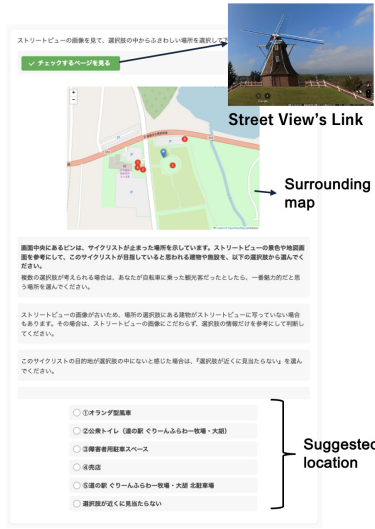 ストリートビューの画像を見て、選択肢の中からふさわしい場所を選択して下
✓ チェックするページを見る
Street View's Link
+
−
Surrounding
map
画面中央にあるピンは、サイクリストが止まった場所を示しています。ストリートビューの景色や地図画
面を参考にして、このサイクリストが目指していると思われる建物や施設を、以下の選択肢から選んでく
ださい。
複数の選択肢が考えられる場合は、あなたが自転車に乗った観光客だったとしたら、一番魅力的だと思
う場所を選んでください。
ストリートビューの画像が古いため、場所の選択肢にある建物がストリートビューに写っていない場合
もあります。その場合は、ストリートビューの画像にこだわらず、選択肢の情報だけを参考にして判断し
てください。
このサイクリストの目的地が選択肢の中にないと感じた場合は、『選択肢が近くに見当たらない』を選ん
でください。
①オランダ型風車
②公衆トイレ（道の駅 ぐりーんふらわー牧場・大胡）
③障害者用駐車スペース
④売店
⑤道の駅 ぐりーんふらわー牧場・大胡 北駐車場
選択肢が近くに見当たらない
Suggested
location